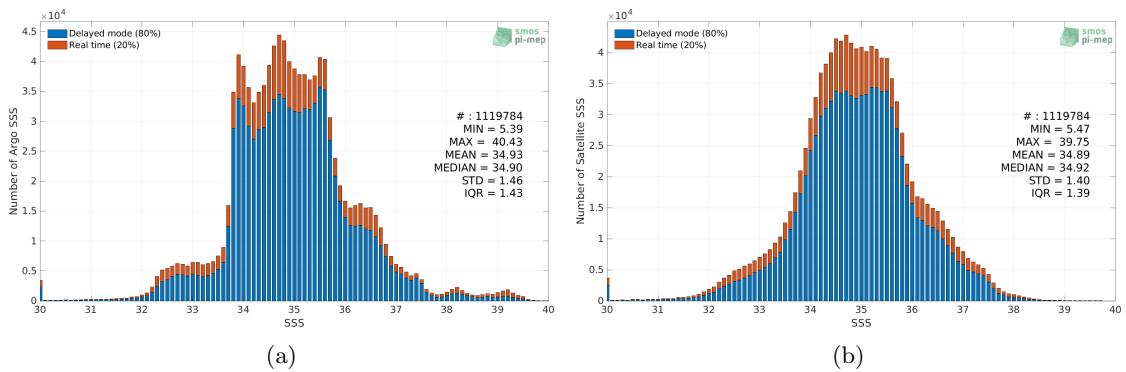 ×10⁴
4.5
4
3.5
3
2.5
2
1.5
1
0.5
0
Number of Argo SSS
Delayed mode (80%)
Real time (20%)
smos
pi-mep
# : 1119784
MIN = 5.39
MAX = 40.43
MEAN = 34.93
MEDIAN = 34.90
STD = 1.46
IQR = 1.43
30 31 32 33 34 35 36 37 38 39 40
SSS
(a)
×10⁴
4
3.5
3
2.5
2
1.5
1
0.5
0
Number of Satellite SSS
Delayed mode (80%)
Real time (20%)
smos
pi-mep
# : 1119784
MIN = 5.47
MAX = 39.75
MEAN = 34.89
MEDIAN = 34.92
STD = 1.40
IQR = 1.39
30 31 32 33 34 35 36 37 38 39 40
SSS
(b)